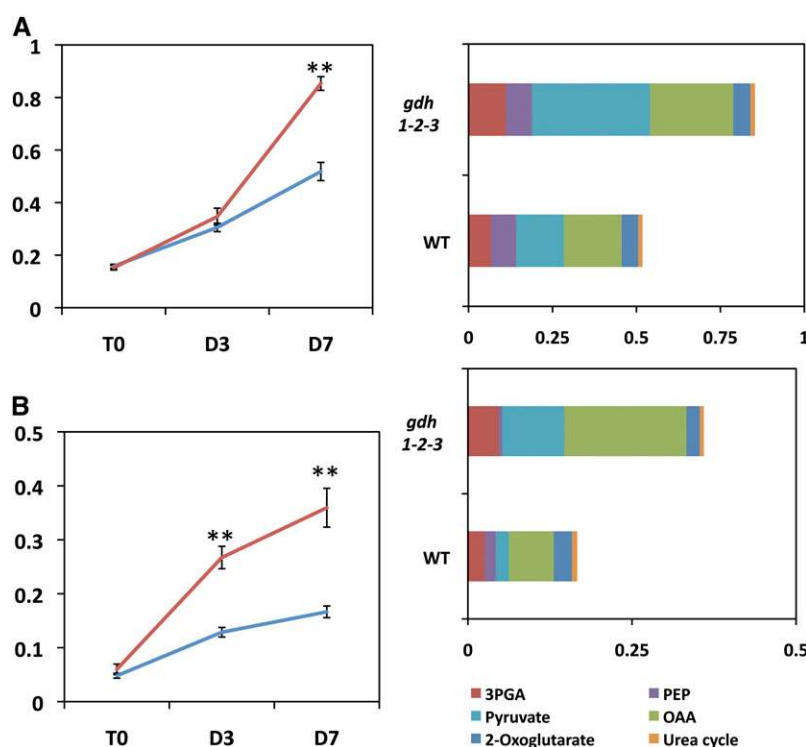 A
1
0.8
0.6
0.4
0.2
0
**
T0 D3 D7
gdh
1-2-3
WT
0 0.25 0.5 0.75 1
B
0.5
0.4
0.3
0.2
0.1
0
** **
T0 D3 D7
gdh
1-2-3
WT
0 0.25 0.5
3PGA PEP
Pyruvate OAA
2-Oxoglutarate Urea cycle